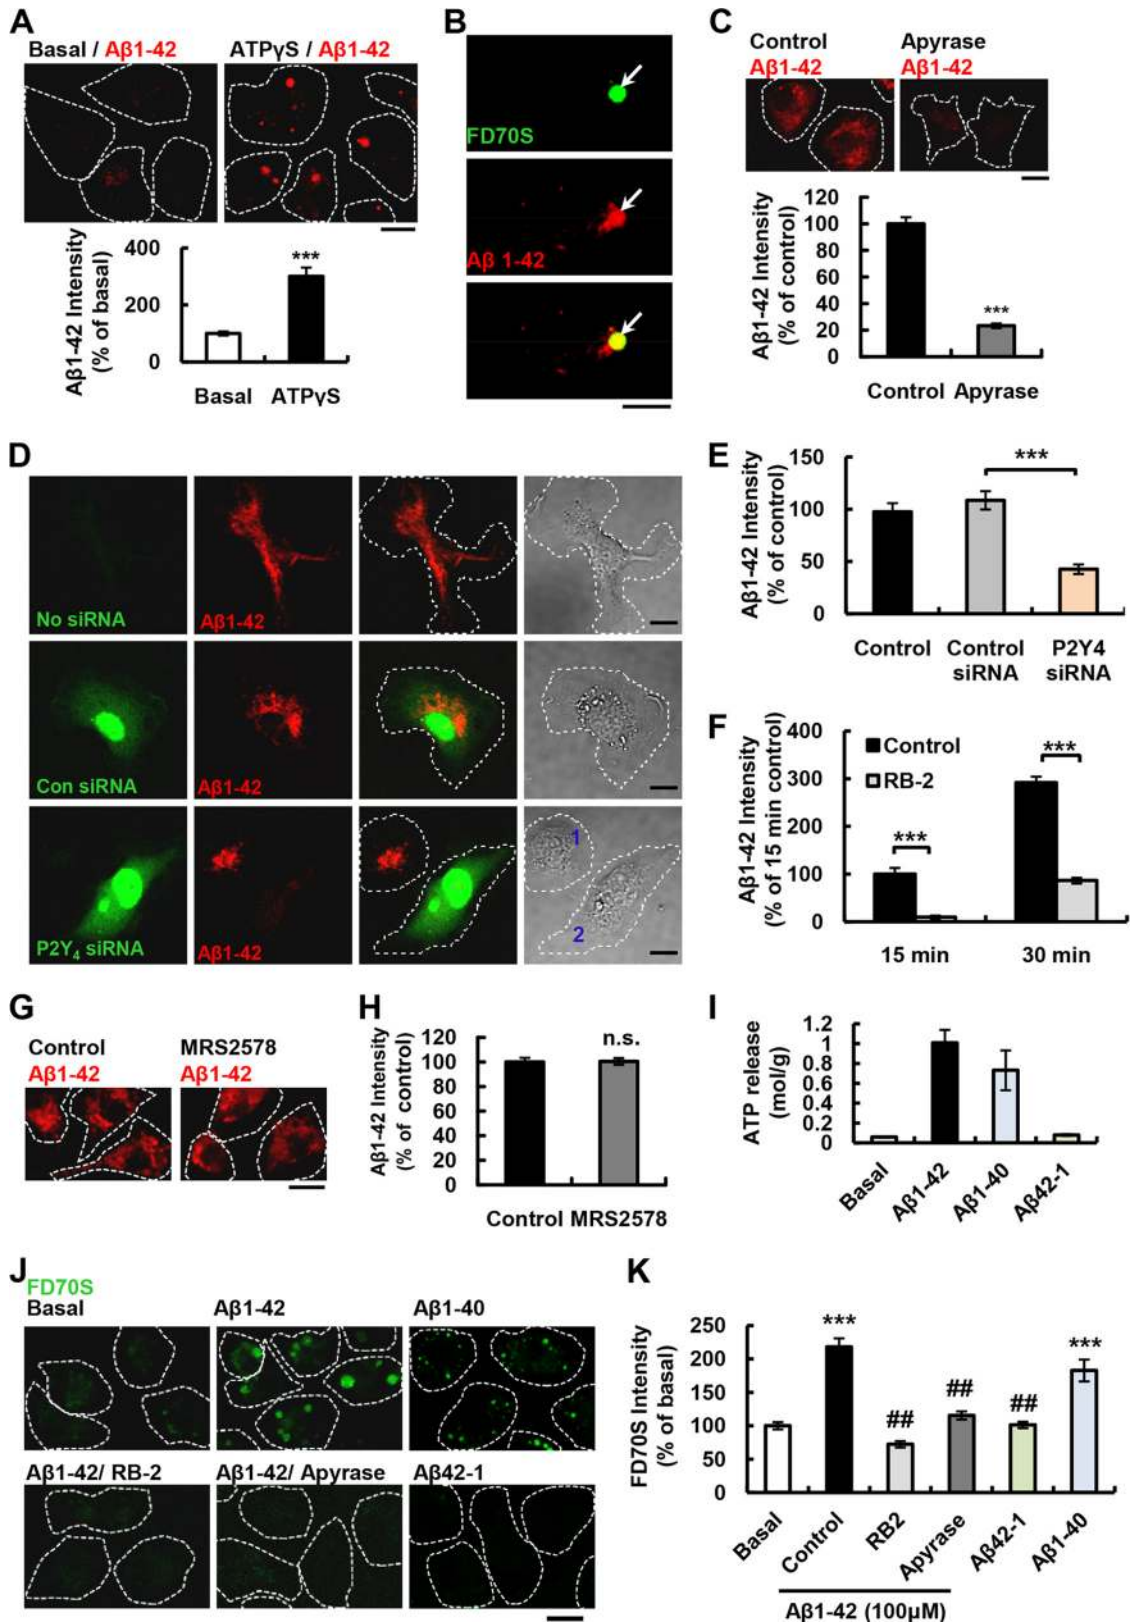 A
Basal / Aβ1-42
ATPγS / Aβ1-42
Aβ1-42 Intensity
(% of basal)
400
200
0
***
Basal
ATPγS
B
FD70S
Aβ 1-42
C
Control
Aβ1-42
Apyrase
Aβ1-42
Aβ1-42 Intensity
(% of control)
120
100
80
60
40
20
0
***
Control Apyrase
D
No siRNA
Aβ1-42
Con siRNA
Aβ1-42
P2Y₄ siRNA
Aβ1-42
1
2
E
Aβ1-42 Intensity
(% of control)
150
100
50
0
***
Control
Control
siRNA
P2Y4
siRNA
F
Aβ1-42 Intensity
(% of 15 min control)
400
300
200
100
0
Control
RB-2
***
***
15 min
30 min
G
Control
Aβ1-42
MRS2578
Aβ1-42
H
Aβ1-42 Intensity
(% of control)
120
100
80
60
40
20
0
n.s.
Control MRS2578
I
ATP release
(mol/g)
1.2
1
0.8
0.6
0.4
0.2
0
Basal
Aβ1-42
Aβ1-40
Aβ42-1
J
FD70S
Basal
Aβ1-42
Aβ1-40
Aβ1-42/ RB-2
Aβ1-42/ Apyrase
Aβ42-1
K
FD70S Intensity
(% of basal)
250
200
150
100
50
0
***
##
##
##
***
Basal
Control
RB2
Apyrase
Aβ42-1
Aβ1-40
Aβ1-42 (100μM)